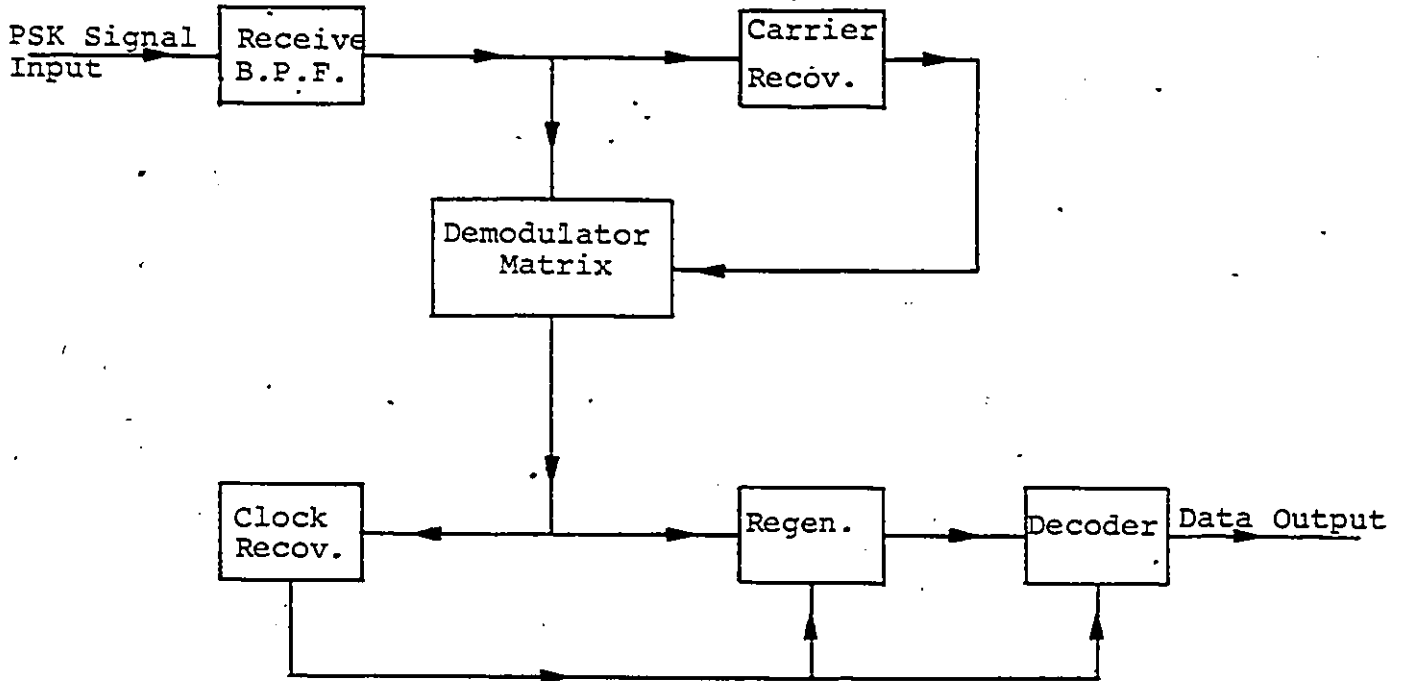 PSK Signal
Input
Receive
B.P.F.
Carrier
Recov.
Demodulator
Matrix
Clock
Recov.
Regen.
Decoder
Data Output